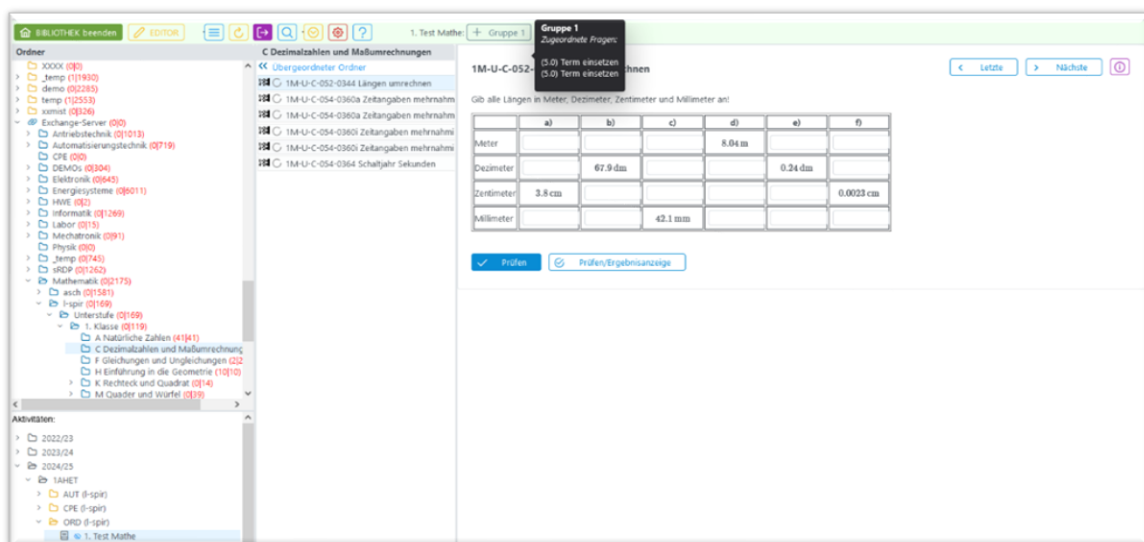 BIBLIOTHEK beenden
EDITOR
1. Test Mathe:
Gruppe 1
Gruppe 1
Zugeordnete Fragen:
(5.0) Term einsetzen
(5.0) Term einsetzen
Ordner
XXXX (0|0)
_temp (1|1930)
demo (0|2285)
temp (1|2553)
xxmist (0|326)
Exchange-Server (0|0)
Antriebstechnik (0|1013)
Automatisierungstechnik (0|719)
CPE (0|0)
DEMOs (0|304)
Elektronik (0|645)
Energiesysteme (0|6011)
HWE (0|2)
Informatik (0|1269)
Labor (0|15)
Mechatronik (0|91)
Physik (0|0)
_temp (0|745)
sRDP (0|1262)
Mathematik (0|2175)
asch (0|1581)
l-spir (0|169)
Unterstufe (0|169)
1. Klasse (0|119)
A Natürliche Zahlen (41|41)
C Dezimalzahlen und Maßumrechnung
F Gleichungen und Ungleichungen (2|2
H Einführung in die Geometrie (10|10)
K Rechteck und Quadrat (0|14)
M Quader und Würfel (0|39)
Aktivitäten:
2022/23
2023/24
2024/25
1AHET
AUT (l-spir)
CPE (l-spir)
ORD (l-spir)
1. Test Mathe
C Dezimalzahlen und Maßumrechnungen
Übergeordneter Ordner
1M-U-C-052-0344 Längen umrechnen
1M-U-C-054-0360a Zeitangaben mehrnahm
1M-U-C-054-0360a Zeitangaben mehrnahm
1M-U-C-054-0360i Zeitangaben mehrnahmi
1M-U-C-054-0360i Zeitangaben mehrnahmi
1M-U-C-054-0364 Schaltjahr Sekunden
1M-U-C-052- hnen
Letzte
Nächste
Gib alle Längen in Meter, Dezimeter, Zentimeter und Millimeter an!
a) b) c) d) e) f)
Meter 8.04 m
Dezimeter 67.9 dm 0.24 dm
Zentimeter 3.8 cm 0.0023 cm
Millimeter 42.1 mm
Prüfen
Prüfen/Ergebnisanzeige